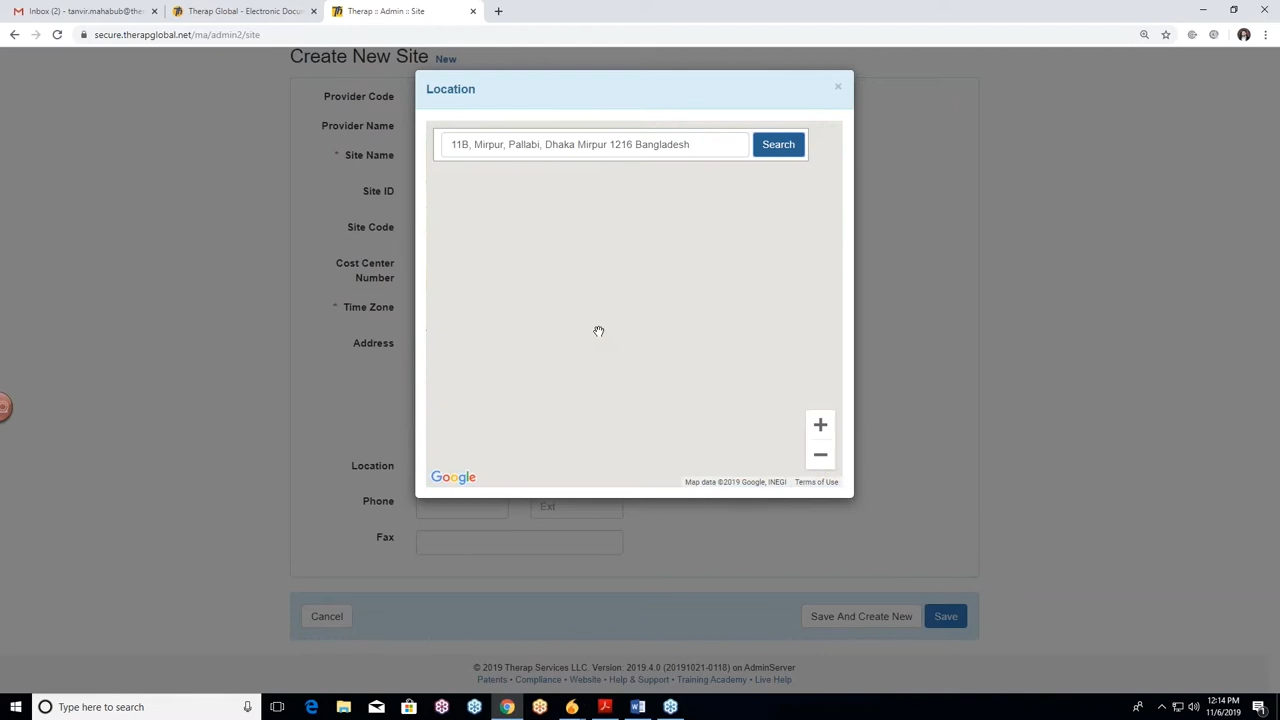 Inbox (2) - tanvir.mahabub@the
Therap Global - Electronic Docu
Therap :: Admin :: Site
secure.therapglobal.net/ma/admin2/site
Create New Site New
Location
Provider Code
11B, Mirpur, Pallabi, Dhaka Mirpur 1216 Bangladesh
Search
Provider Name
* Site Name
Site ID
Site Code
Cost Center
Number
* Time Zone
Address
Location
Google
Map data ©2019 Google, INEGI
Terms of Use
Phone
Ext
Fax
Cancel
Save And Create New
Save
© 2019 Therap Services LLC. Version: 2019.4.0 (20191021-0118) on AdminServer
Patents • Compliance • Website • Help & Support • Training Academy • Live Help
Type here to search
12:14 PM
11/6/2019